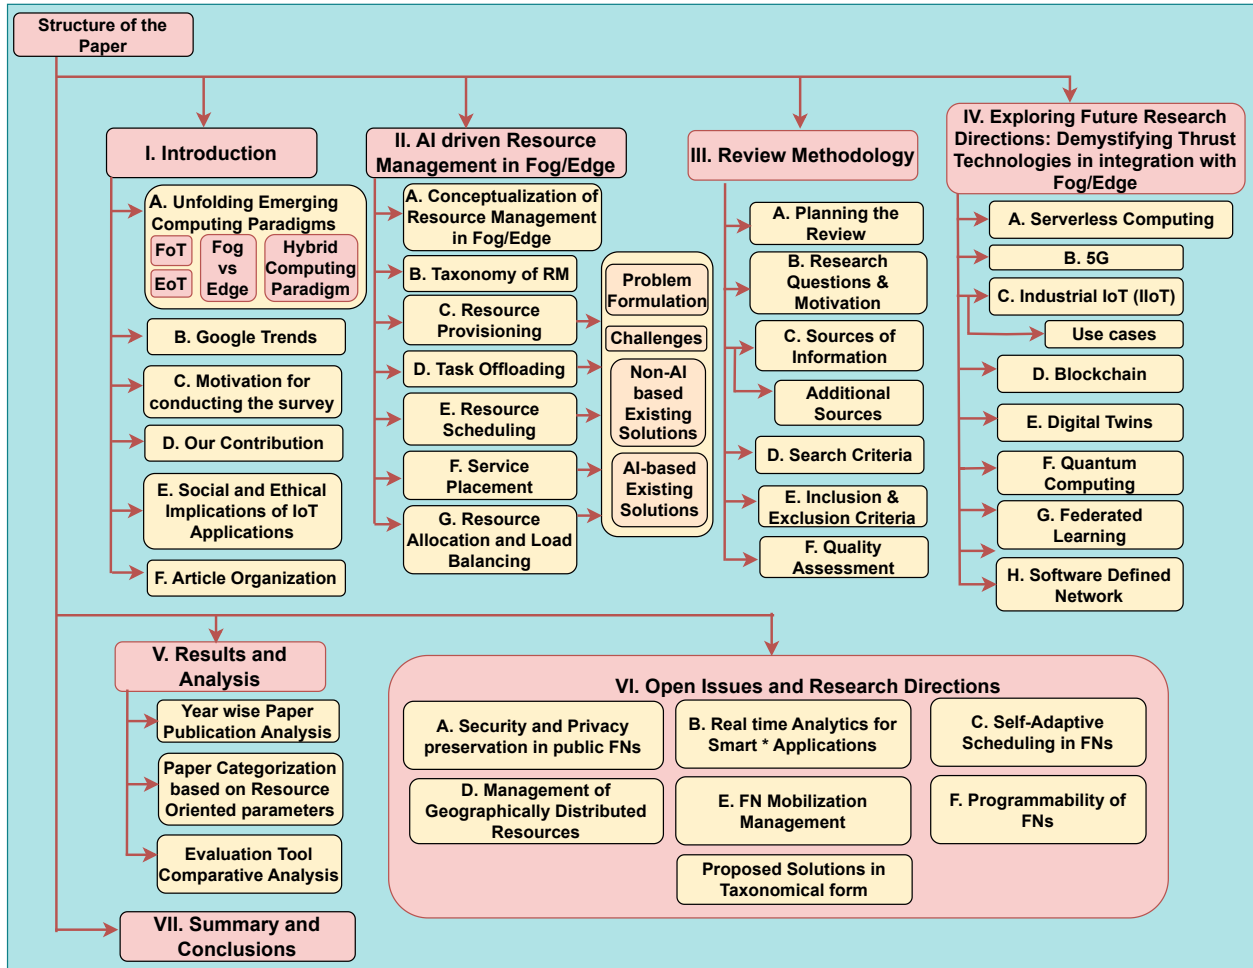 Structure of the
Paper
I. Introduction
A. Unfolding Emerging
Computing Paradigms
FoT
EoT
Fog
vs
Edge
Hybrid
Computing
Paradigm
B. Google Trends
C. Motivation for
conducting the survey
D. Our Contribution
E. Social and Ethical
Implications of IoT
Applications
F. Article Organization
II. AI driven Resource
Management in Fog/Edge
A. Conceptualization of
Resource Management
in Fog/Edge
B. Taxonomy of RM
C. Resource
Provisioning
D. Task Offloading
E. Resource
Scheduling
F. Service
Placement
G. Resource
Allocation and Load
Balancing
Problem
Formulation
Challenges
Non-AI
based
Existing
Solutions
AI-based
Existing
Solutions
III. Review Methodology
A. Planning the
Review
B. Research
Questions &
Motivation
C. Sources of
Information
Additional
Sources
D. Search Criteria
E. Inclusion &
Exclusion Criteria
F. Quality
Assessment
IV. Exploring Future Research
Directions: Demystifying Thrust
Technologies in integration with
Fog/Edge
A. Serverless Computing
B. 5G
C. Industrial IoT (IIoT)
Use cases
D. Blockchain
E. Digital Twins
F. Quantum
Computing
G. Federated
Learning
H. Software Defined
Network
V. Results and
Analysis
Year wise Paper
Publication Analysis
Paper Categorization
based on Resource
Oriented parameters
Evaluation Tool
Comparative Analysis
VI. Open Issues and Research Directions
A. Security and Privacy
preservation in public FNs
B. Real time Analytics for
Smart * Applications
C. Self-Adaptive
Scheduling in FNs
D. Management of
Geographically Distributed
Resources
E. FN Mobilization
Management
F. Programmability of
FNs
Proposed Solutions in
Taxonomical form
VII. Summary and
Conclusions